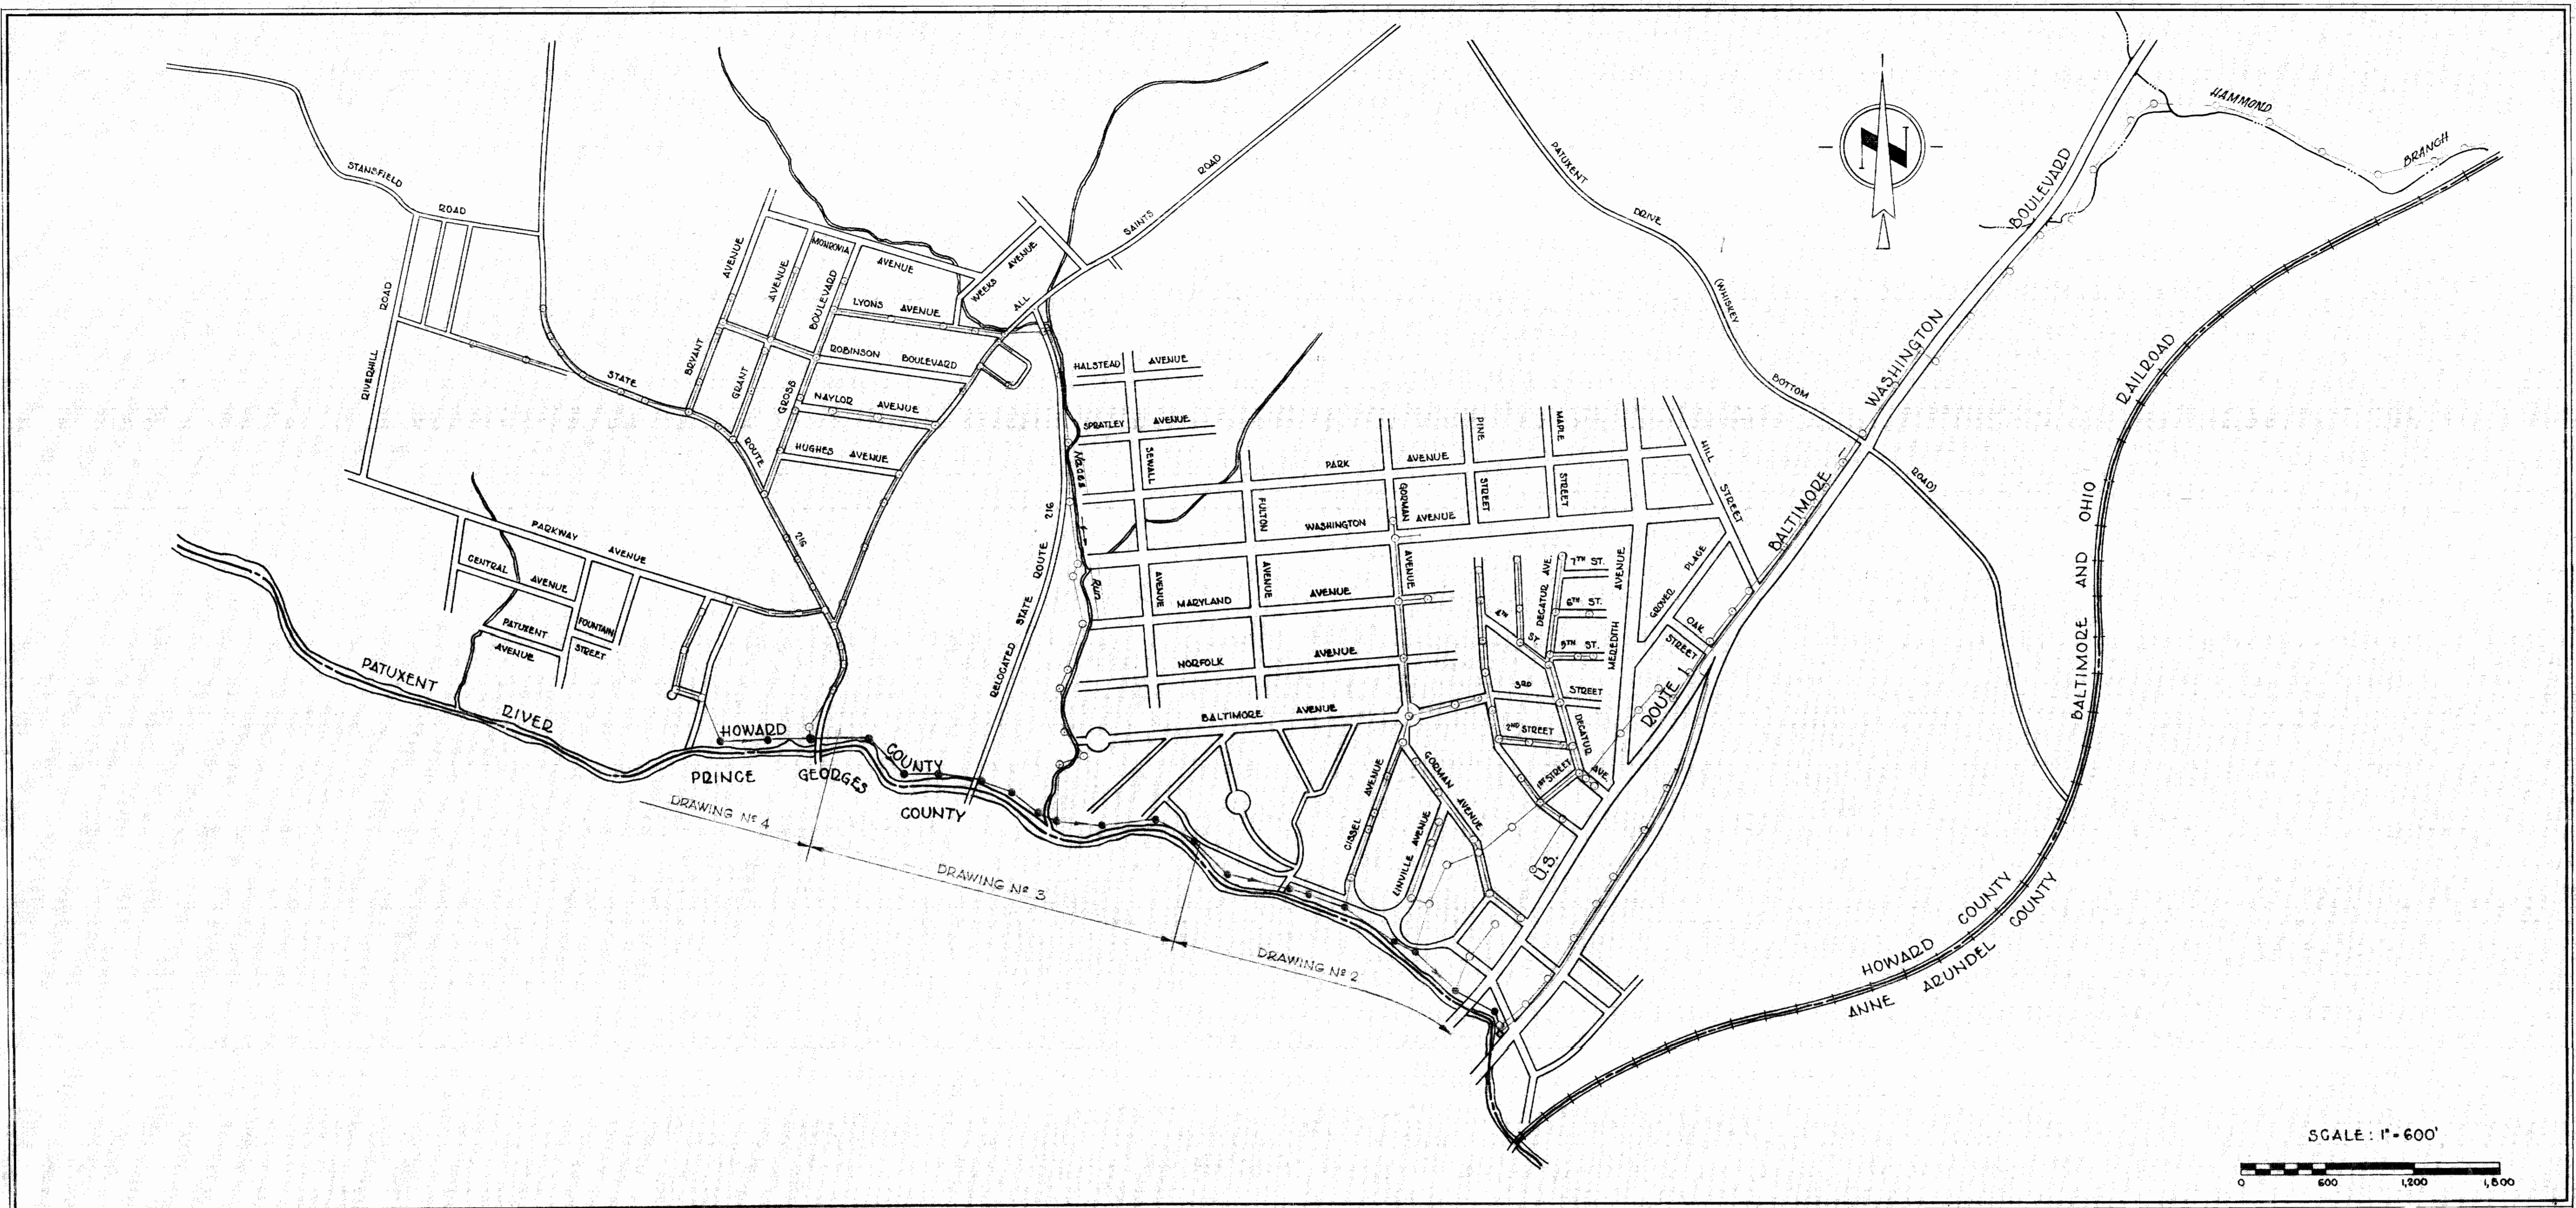 HAMMOND
BRANCH
STANSFIELD
ROAD
ROAD
RIVERHILL
STATE
ROUTE
216
BRYANT
AVENUE
GRANT
AVENUE
GROSS
BOULEVARD
MONROVIA
AVENUE
LYONS AVENUE
ROBINSON BOULEVARD
NAYLOR AVENUE
HUGHES AVENUE
WEEKS
AVENUE
ALL
SAINTS
ROAD
HALSTEAD AVENUE
SPRATLEY AVENUE
SEWALL
AVENUE
FULTON
AVENUE
PARK AVENUE
WASHINGTON AVENUE
MARYLAND AVENUE
NORFOLK AVENUE
BALTIMORE AVENUE
GORMAN
AVENUE
PINE
STREET
MAPLE
STREET
HILL
STREET
PATUXENT
DRIVE
(WHISKEY
BOTTOM
ROAD)
N
BALTIMORE WASHINGTON BOULEVARD
BALTIMORE AND OHIO RAILROAD
7TH ST.
6TH ST.
5TH ST.
4TH
ST.
3RD STREET
2ND STREET
1ST STREET
DECATUR AVE.
DECATUR
AVE.
MEREDITH
AVENUE
GROVER
PLACE
OAK
STREET
U.S.
ROUTE 1
GORMAN AVENUE
CISSEL AVENUE
LINVILLE AVENUE
RELOCATED STATE ROUTE 216
Run
PARKWAY AVENUE
CENTRAL AVENUE
PATUXENT
AVENUE
FOUNTAIN
STREET
PATUXENT
RIVER
HOWARD COUNTY
PRINCE GEORGES COUNTY
DRAWING Nº 4
DRAWING Nº 3
DRAWING Nº 2
HOWARD COUNTY
ANNE ARUNDEL COUNTY
SCALE: 1"=600'
0 600 1,200 1,800